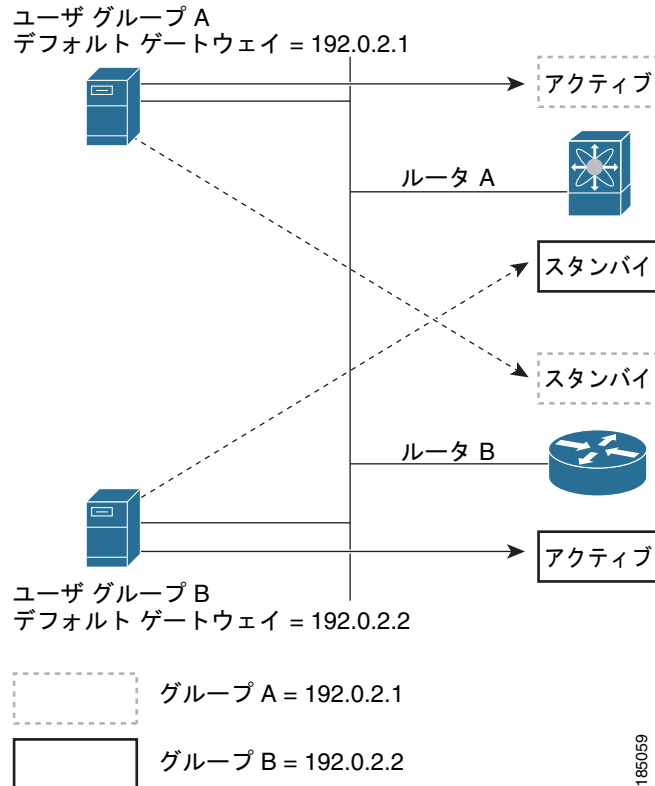 ユーザ グループ A
デフォルト ゲートウェイ = 192.0.2.1
アクティブ
ルータ A
スタンバイ
スタンバイ
ルータ B
アクティブ
ユーザ グループ B
デフォルト ゲートウェイ = 192.0.2.2
グループ A = 192.0.2.1
グループ B = 192.0.2.2
185059